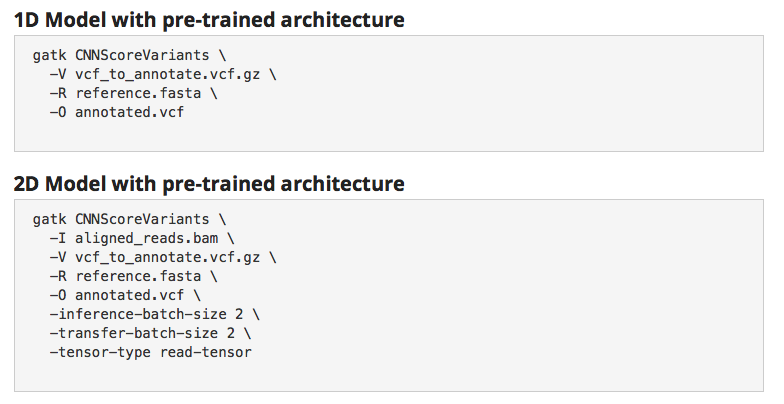 1D Model with pre-trained architecture
gatk CNNScoreVariants \
–V vcf_to_annotate.vcf.gz \
–R reference.fasta \
–O annotated.vcf
2D Model with pre-trained architecture
gatk CNNScoreVariants \
–I aligned_reads.bam \
–V vcf_to_annotate.vcf.gz \
–R reference.fasta \
–O annotated.vcf \
–inference–batch–size 2 \
–transfer–batch–size 2 \
–tensor–type read–tensor